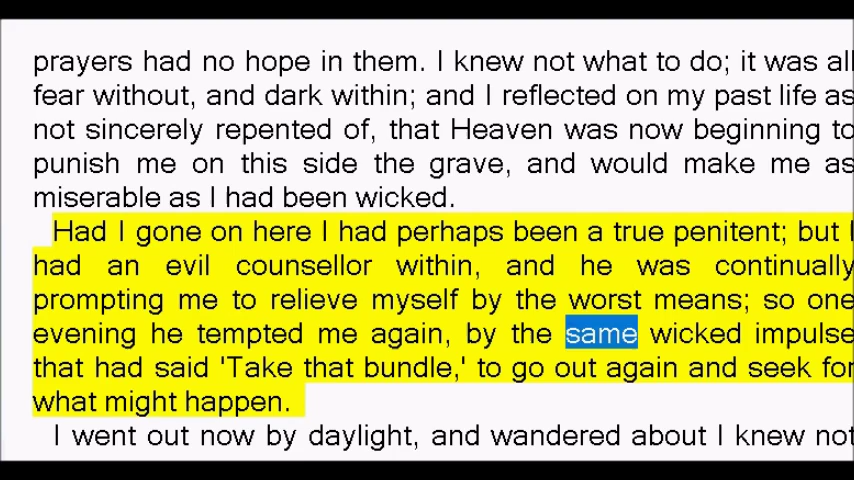 prayers had no hope in them. I knew not what to do; it was all
fear without, and dark within; and I reflected on my past life as
not sincerely repented of, that Heaven was now beginning to
punish me on this side the grave, and would make me as
miserable as I had been wicked.
Had I gone on here I had perhaps been a true penitent; but I
had an evil counsellor within, and he was continually
prompting me to relieve myself by the worst means; so one
evening he tempted me again, by the same wicked impulse
that had said 'Take that bundle,' to go out again and seek for
what might happen.
I went out now by daylight, and wandered about I knew not